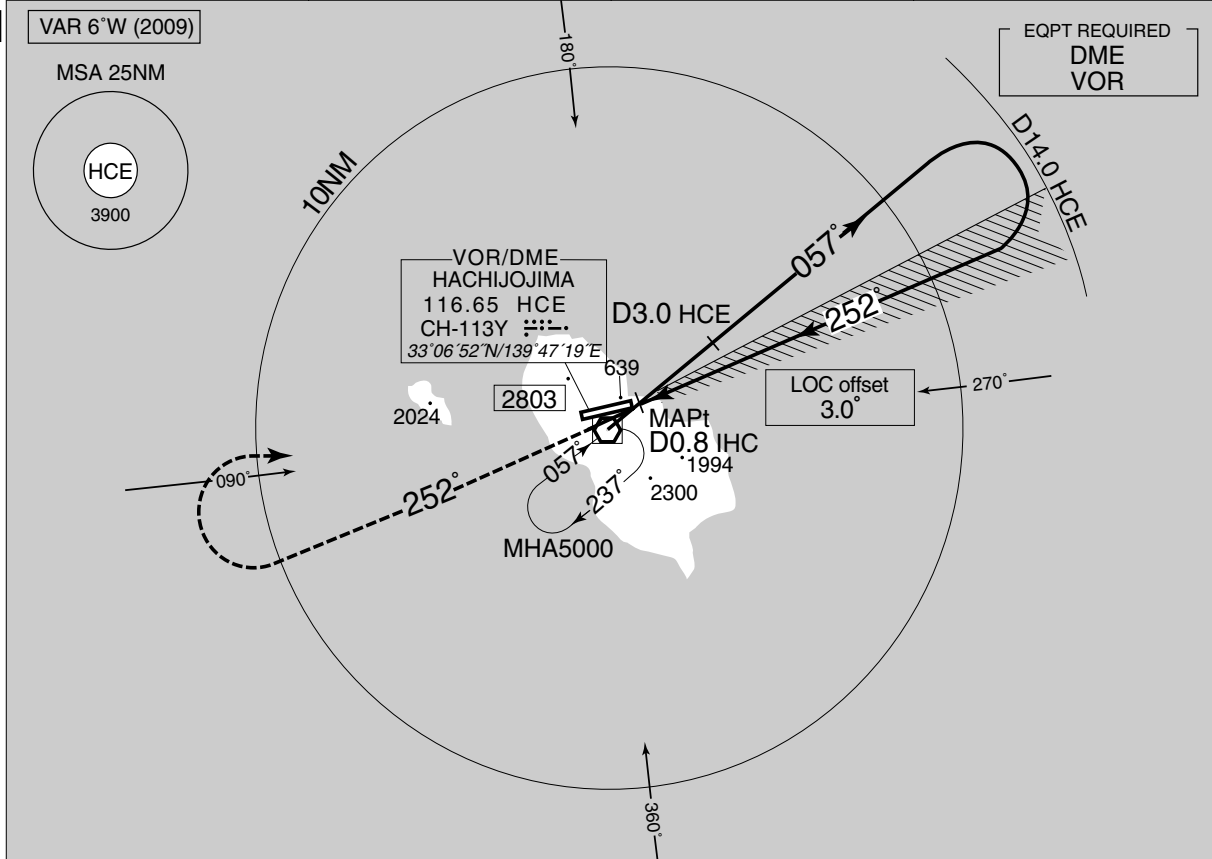 VAR 6°W (2009)
MSA 25NM
HCE
3900
180°
EQPT REQUIRED
DME
VOR
D14.0 HCE
10NM
057°
VOR/DME
HACHIJOJIMA
116.65 HCE
CH-113Y
33°06´52˝N/139°47´19˝E
D3.0 HCE
252°
639
2803
2024
LOC offset
3.0°
270°
MAPt
D0.8 IHC
1994
2300
057°
237°
MHA5000
090°
252°
360°